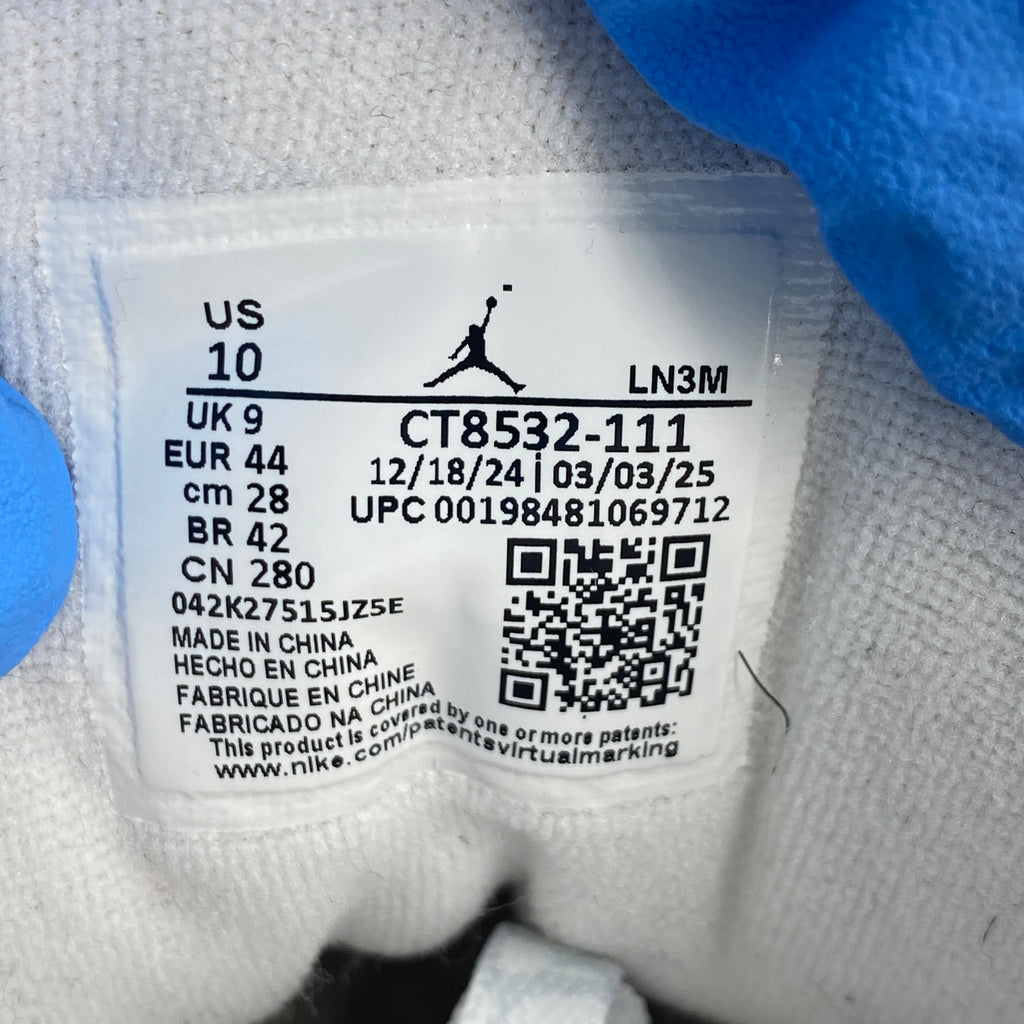 US
10
LN3M
UK 9
CT8532-111
EUR 44
12/18/24 | 03/03/25
cm 28
UPC 00198481069712
BR 42
CN 280
042K27515JZ5E
MADE IN CHINA
HECHO EN CHINA
FABRIQUE EN CHINE
FABRICADO NA CHINA
This product is covered by one or more patents:
www.nike.com/patentsvirtualmarking